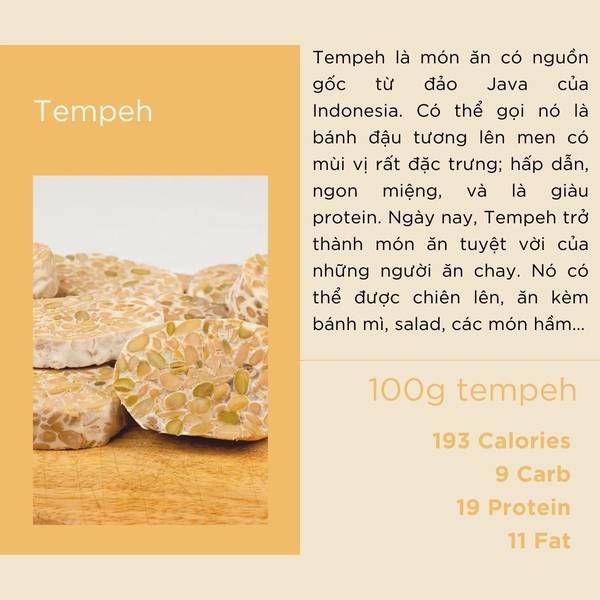 Tempeh
Tempeh là món ăn có nguồn
gốc từ đảo Java của
Indonesia. Có thể gọi nó là
bánh đậu tương lên men có
mùi vị rất đặc trưng; hấp dẫn,
ngon miệng, và là giàu
protein. Ngày nay, Tempeh trở
thành món ăn tuyệt vời của
những người ăn chay. Nó có
thể được chiên lên, ăn kèm
bánh mì, salad, các món hầm...
100g tempeh
193 Calories
9 Carb
19 Protein
11 Fat